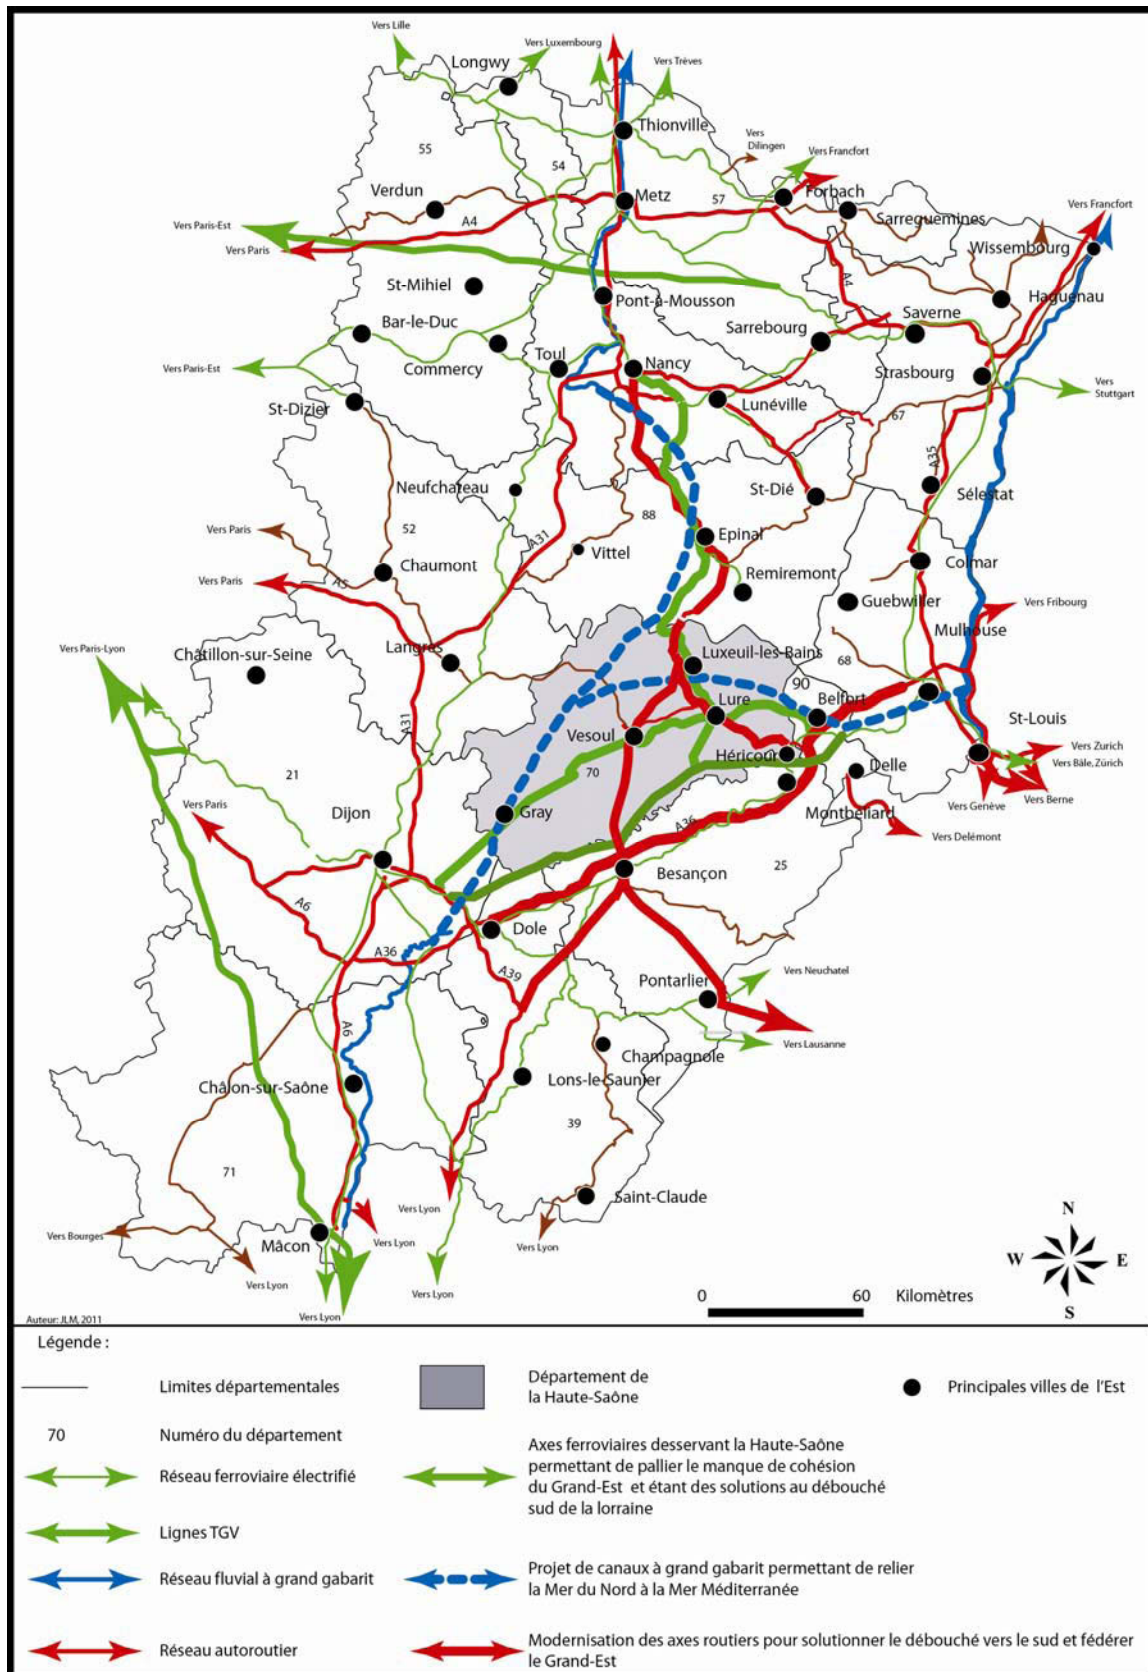 Vers Lille
Longwy
Vers Luxembourg
Vers Trèves
Thionville
Vers
Dilingen
Vers Francfort
55
54
Verdun
Metz
57
Forbach
Sarreguemines
Vers Francfort
A4
Vers Paris-Est
Vers Paris
Wissembourg
A4
St-Mihiel
Pont-à-Mousson
Haguenau
Saverne
Bar-le-Duc
Sarrebourg
Vers Paris-Est
Commercy
Toul
Nancy
Strasbourg
Vers
Stuttgart
St-Dizier
Lunéville
67
A35
Neufchateau
St-Dié
Sélestat
88
Vers Paris
52
A31
Epinal
Vittel
Chaumont
Colmar
Vers Paris
A5
Remiremont
Guebwiller
Vers Fribourg
Mulhouse
Vers Paris-Lyon
Châtillon-sur-Seine
Langres
Luxeuil-les-Bains
68
90
Belfort
A31
Lure
St-Louis
Vesoul
Héricour
Delle
Vers Zurich
Vers Bâle, Zürich
21
70
Vers Genève
Vers Berne
Vers Paris
Dijon
Gray
A36
Montbéliard
Vers Delémont
Besançon
25
A6
Dole
A36
A39
Pontarlier
Vers Neuchatel
A6
Vers Lausanne
Champagnole
Châlon-sur-Saône
Lons-le-Saunier
39
71
Saint-Claude
Vers Lyon
Vers Bourges
Mâcon
Vers Lyon
Vers Lyon
Vers Lyon
Vers Lyon
Vers Lyon
N
W
E
S
0
60
Kilomètres
Auteur: JLM, 2011
Légende :
Limites départementales
Département de
la Haute-Saône
Principales villes de l'Est
70
Numéro du département
Réseau ferroviaire électrifié
Axes ferroviaires desservant la Haute-Saône
permettant de pallier le manque de cohésion
du Grand-Est et étant des solutions au débouché
sud de la lorraine
Lignes TGV
Réseau fluvial à grand gabarit
Projet de canaux à grand gabarit permettant de relier
la Mer du Nord à la Mer Méditerranée
Réseau autoroutier
Modernisation des axes routiers pour solutionner le débouché vers le sud et fédérer
le Grand-Est